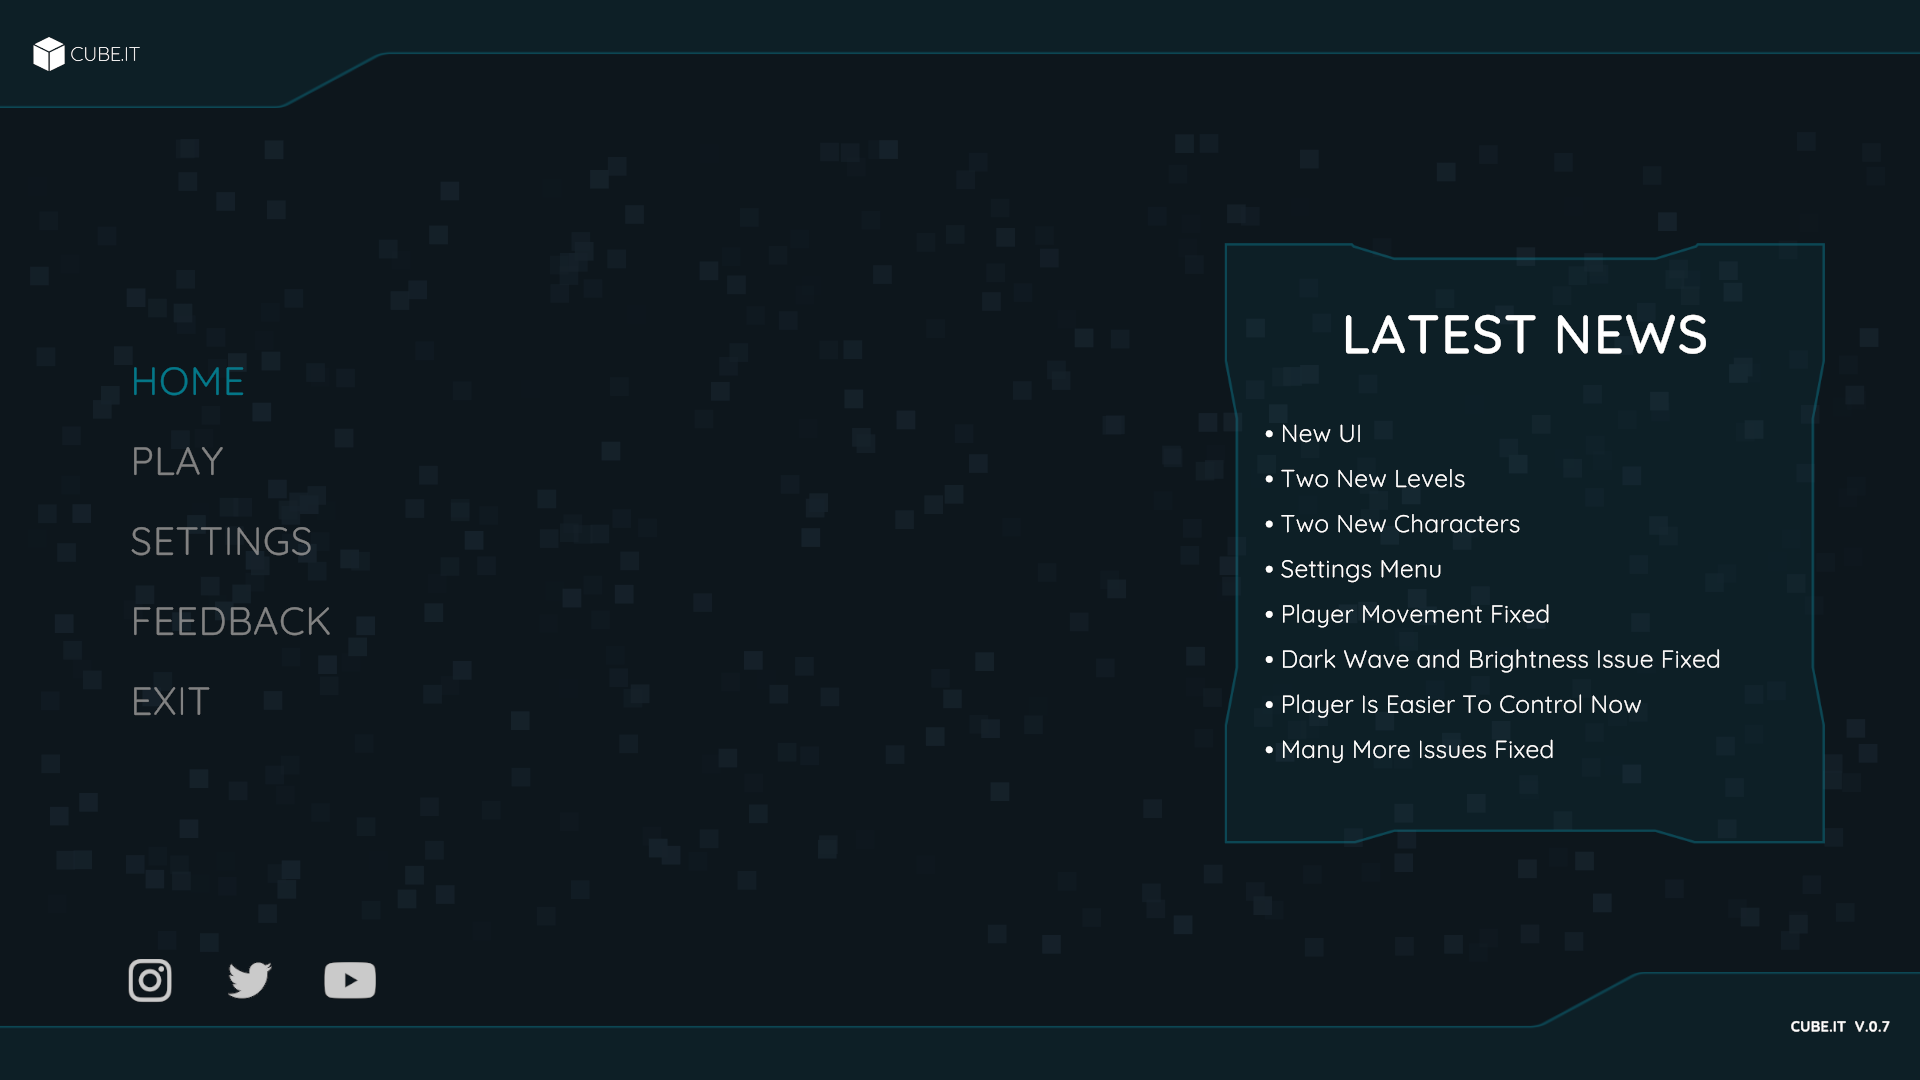 CUBE.IT
HOME
PLAY
SETTINGS
FEEDBACK
EXIT
LATEST NEWS
• New UI
• Two New Levels
• Two New Characters
• Settings Menu
• Player Movement Fixed
• Dark Wave and Brightness Issue Fixed
• Player Is Easier To Control Now
• Many More Issues Fixed
CUBE.IT V.0.7